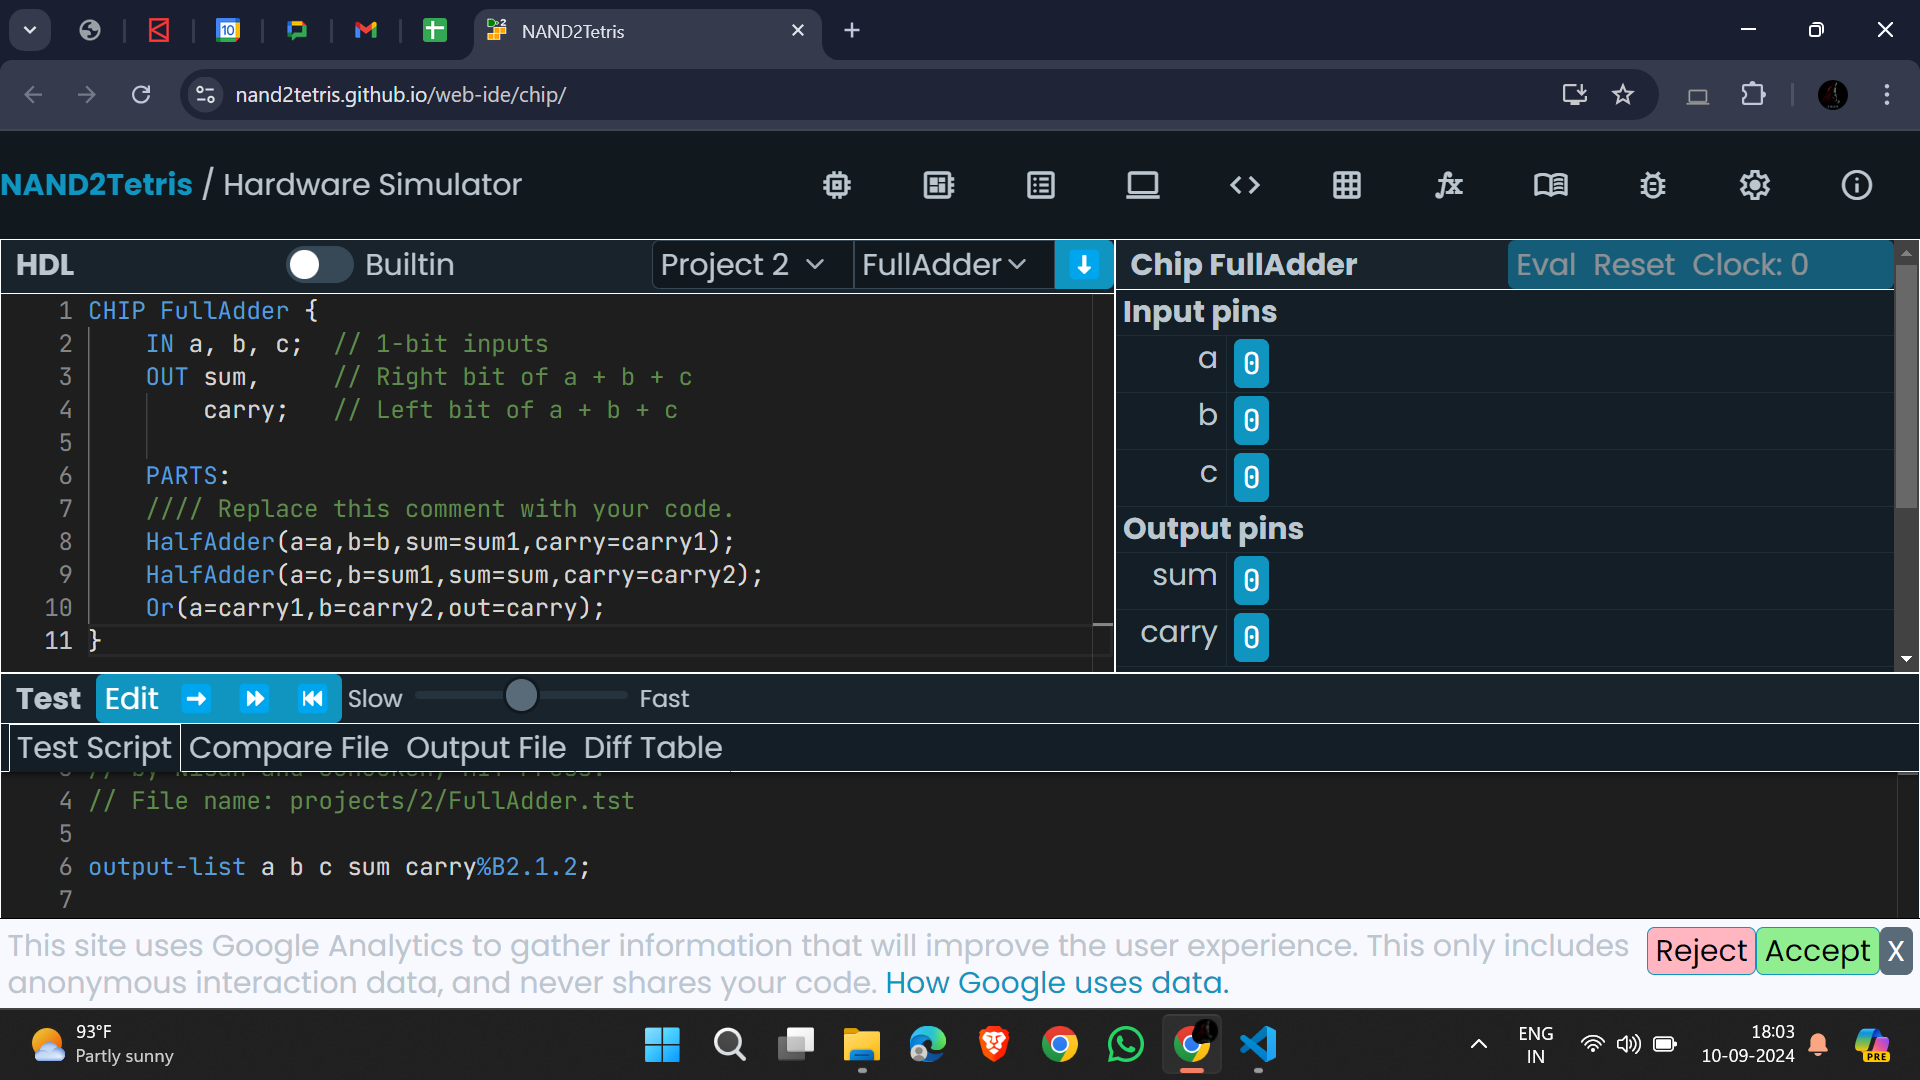 NAND2Tetris
nand2tetris.github.io/web-ide/chip/
NAND2Tetris / Hardware Simulator
HDL Builtin Project 2 FullAdder
1 CHIP FullAdder {
2 IN a, b, c; // 1-bit inputs
3 OUT sum, // Right bit of a + b + c
4 carry; // Left bit of a + b + c
5
6 PARTS:
7 //// Replace this comment with your code.
8 HalfAdder(a=a,b=b,sum=sum1,carry=carry1);
9 HalfAdder(a=c,b=sum1,sum=sum,carry=carry2);
10 Or(a=carry1,b=carry2,out=carry);
11 }
Chip FullAdder Eval Reset Clock: 0
Input pins
a 0
b 0
c 0
Output pins
sum 0
carry 0
Test Edit Slow Fast
Test Script Compare File Output File Diff Table
4 // File name: projects/2/FullAdder.tst
5
6 output-list a b c sum carry%B2.1.2;
7
This site uses Google Analytics to gather information that will improve the user experience. This only includes
anonymous interaction data, and never shares your code. How Google uses data.
Reject Accept X
93°F
Partly sunny
ENG
IN
18:03
10-09-2024
PRE